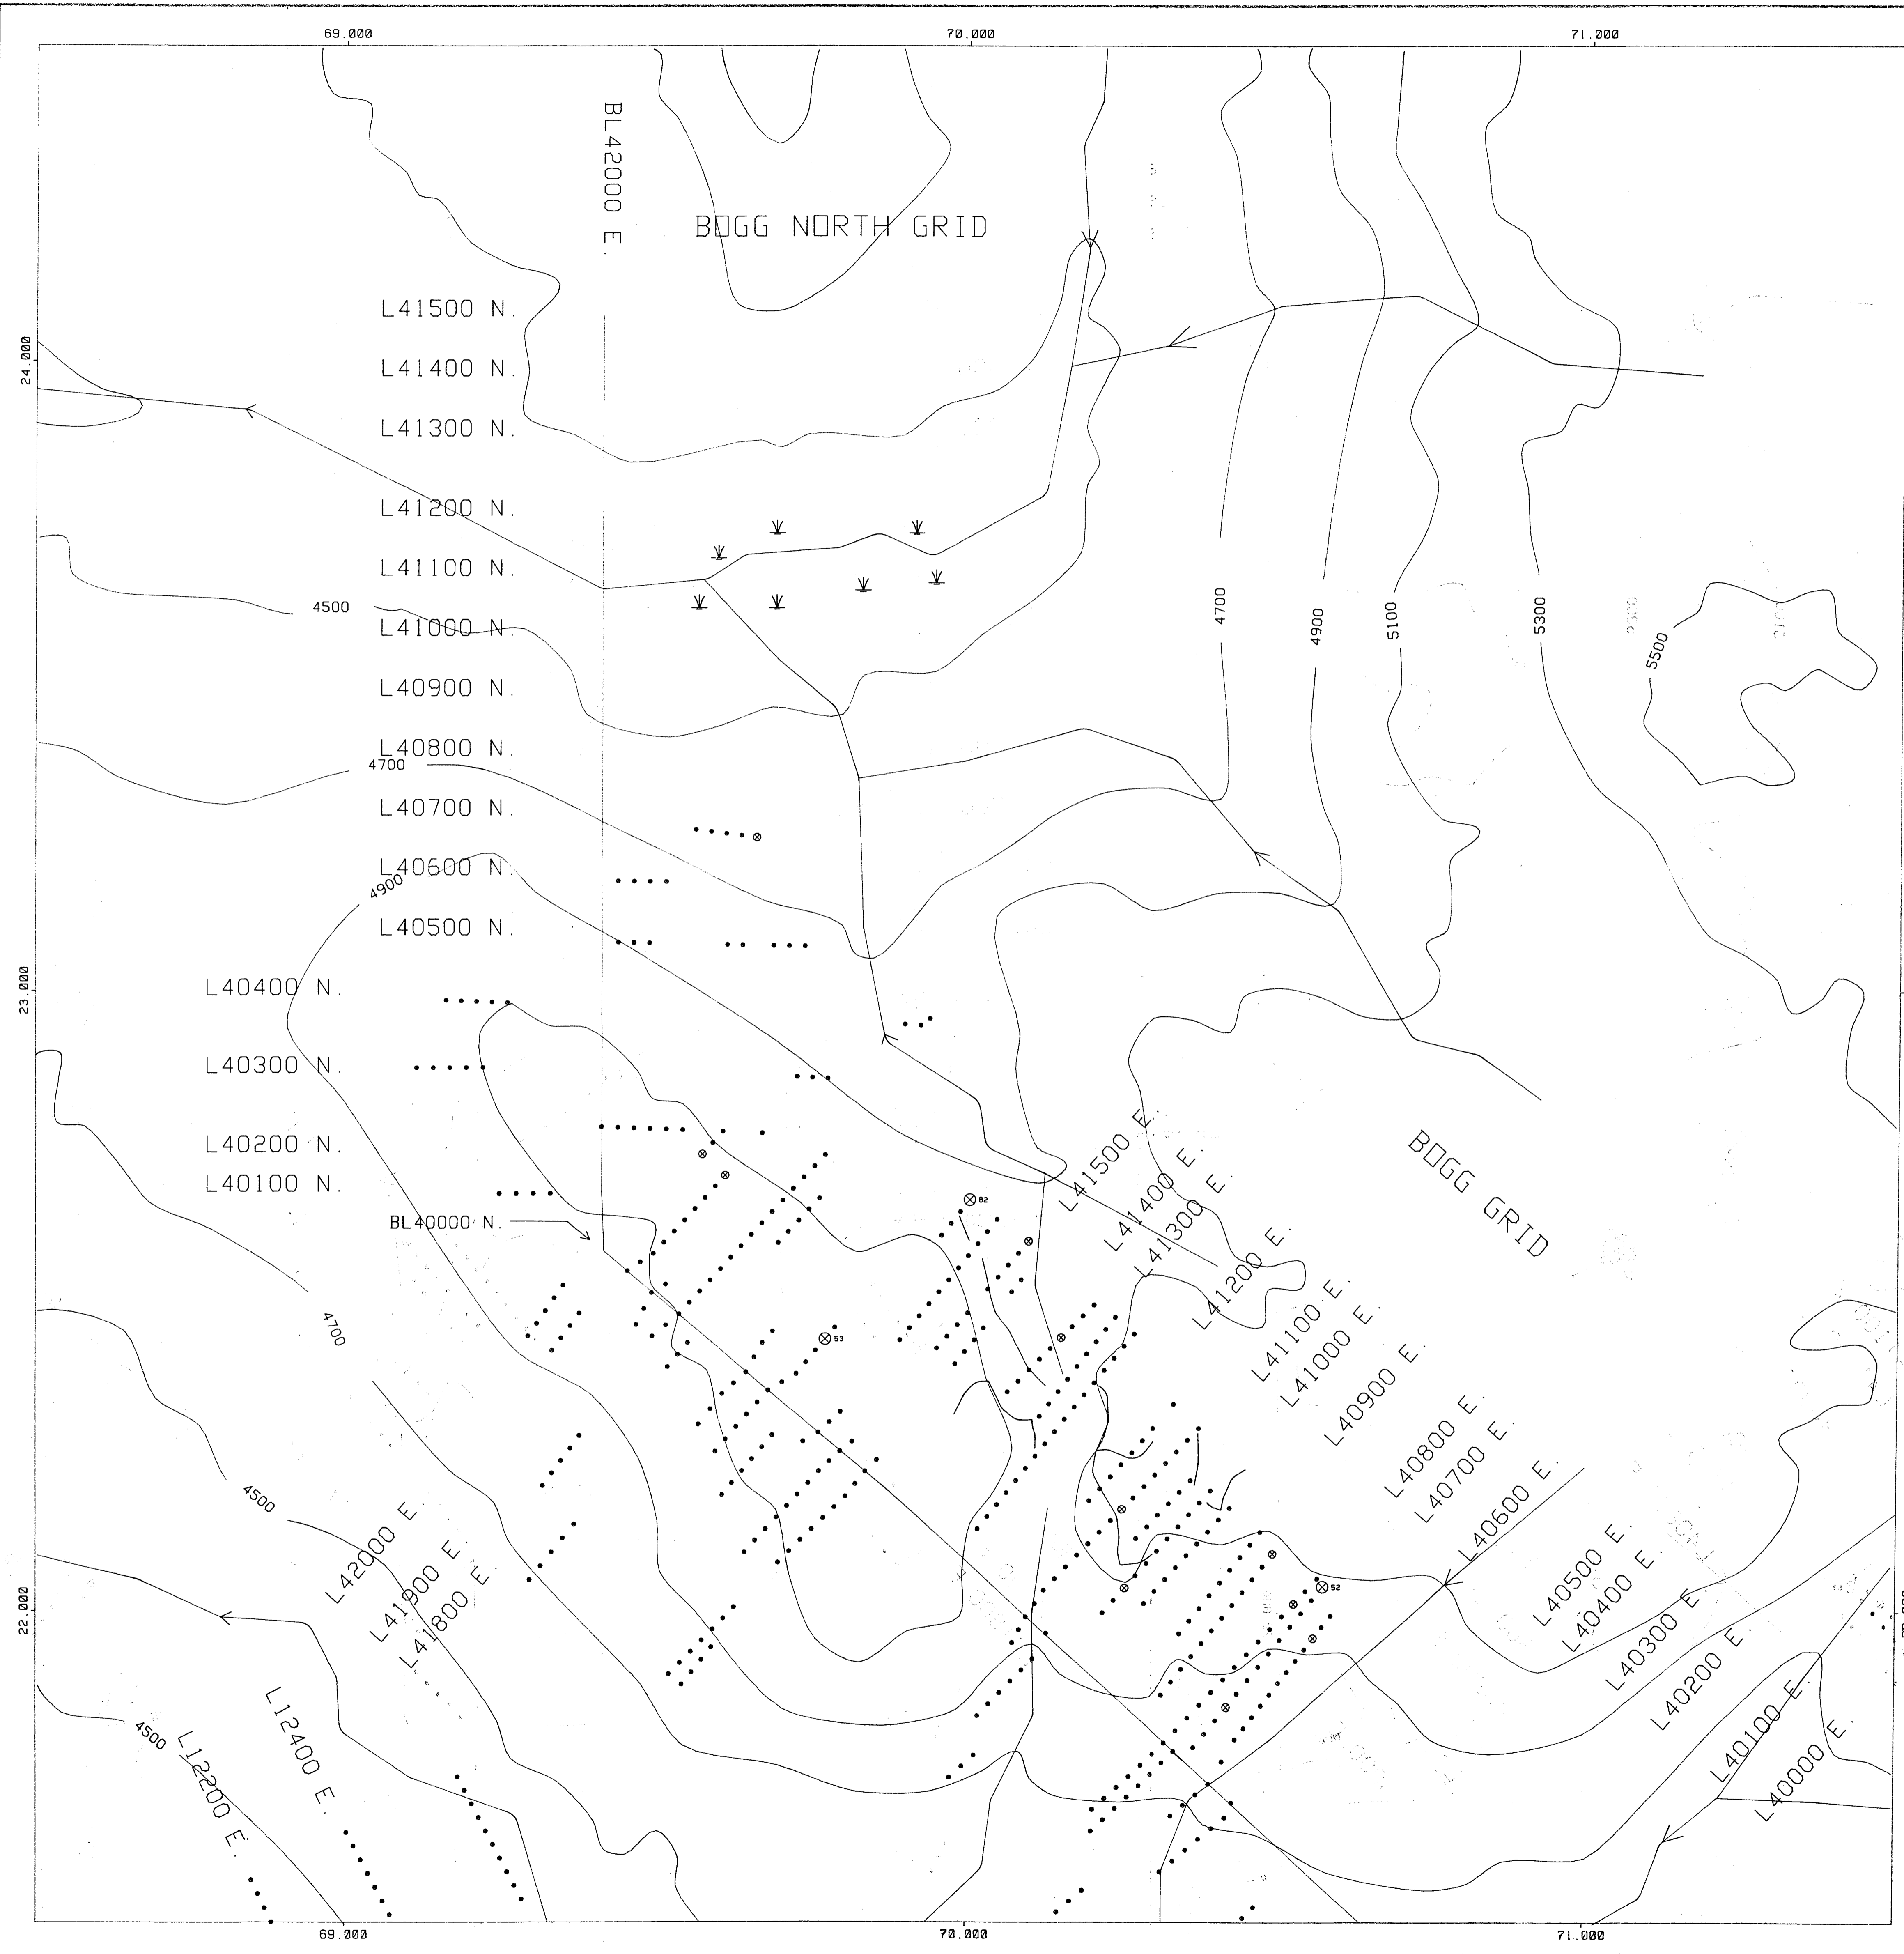 69.000
70.000
71.000
BL42000 E.
BOGG NORTH GRID
L41500 N.
24.000
L41400 N.
L41300 N.
L41200 N.
L41100 N.
4500
L41000 N.
4700
4900
5100
5300
5500
L40900 N.
L40800 N.
4700
L40700 N.
L40600 N.
4900
L40500 N.
23.000
L40400 N.
L40300 N.
L40200 N.
L40100 N.
BL40000 N.
82
53
52
L41500 E.
L41400 E.
L41300 E.
L41200 E.
L41100 E.
L41000 E.
L40900 E.
L40800 E.
L40700 E.
L40600 E.
L40500 E.
L40400 E.
L40300 E.
L40200 E.
L40100 E.
L40000 E.
BOGG GRID
4700
4500
22.000
L42000 E.
L41900 E.
L41800 E.
4500
L12200 E.
L12400 E.
69.000
70.000
71.000